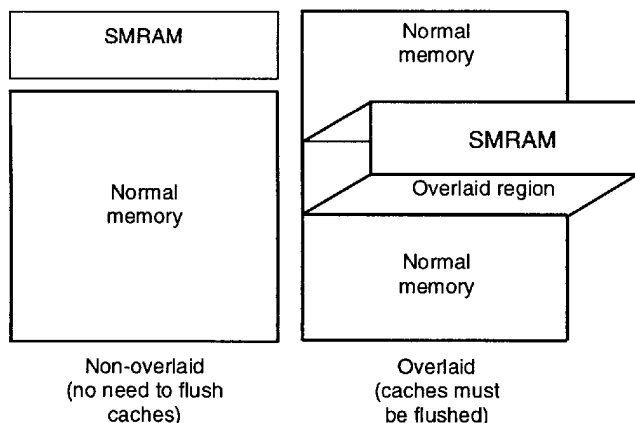 SMRAM
Normal
memory
Non-overlaid
(no need to flush
caches)
Normal
memory
SMRAM
Overlaid region
Normal
memory
Overlaid
(caches must
be flushed)